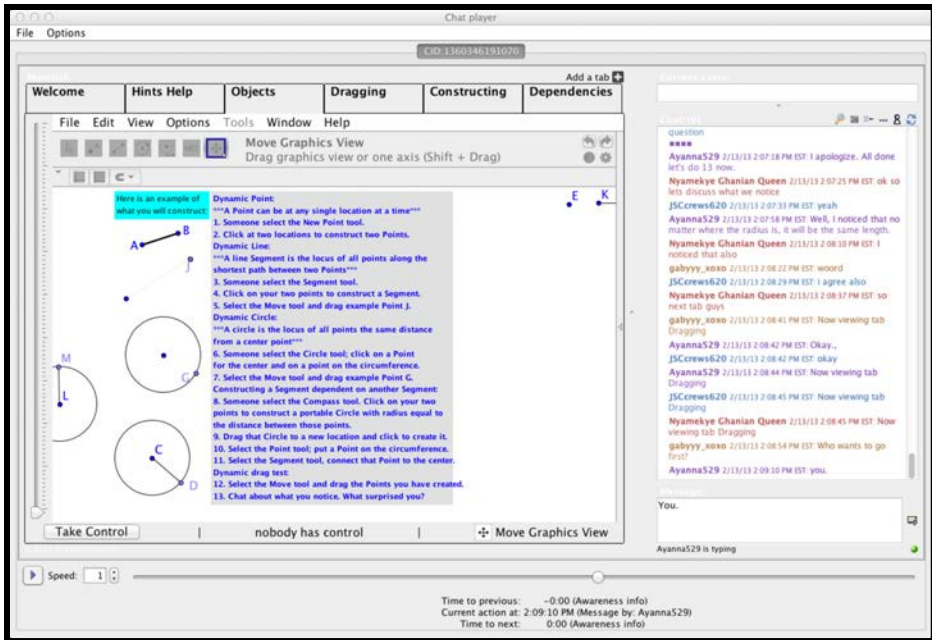 Chat player
File Options
CID:1360346191070
Add a tab
Welcome Hints Help Objects Dragging Constructing Dependencies
File Edit View Options Tools Window Help
Move Graphics View
Drag graphics view or one axis (Shift + Drag)
Here is an example of
what you will construct:
Dynamic Point:
***A Point can be at any single location at a time***
1. Someone select the New Point tool.
2. Click at two locations to construct two Points.
Dynamic Line:
***A line Segment is the locus of all points along the
shortest path between two Points***
3. Someone select the Segment tool.
4. Click on your two points to construct a Segment.
5. Select the Move tool and drag example Point J.
Dynamic Circle:
***A circle is the locus of all points the same distance
from a center point***
6. Someone select the Circle tool; click on a Point
for the center and on a point on the circumference.
7. Select the Move tool and drag example Point G.
Constructing a Segment dependent on another Segment:
8. Someone select the Compass tool. Click on your two
points to construct a portable Circle with radius equal to
the distance between those points.
9. Drag that Circle to a new location and click to create it.
10. Select the Point tool; put a Point on the circumference.
11. Select the Segment tool, connect that Point to the center.
Dynamic drag test:
12. Select the Move tool and drag the Points you have created.
13. Chat about what you notice. What surprised you?
A B
J
G
M
L
C
D
E K
Take Control | nobody has control | Move Graphics View
question
Ayanna529 2/13/13 2:07:18 PM EST: I apologize. All done
let's do 13 now.
Nyamekye Ghanian Queen 2/13/13 2:07:25 PM EST: ok so
lets discuss what we notice
JSCcrews620 2/13/13 2:07:33 PM EST: yeah
Ayanna529 2/13/13 2:07:58 PM EST: Well, I noticed that no
matter where the radius is, it will be the same length.
Nyamekye Ghanian Queen 2/13/13 2:08:10 PM EST: I
noticed that also
gabyyy_xoxo 2/13/13 2:08:22 PM EST: woord
JSCcrews620 2/13/13 2:08:29 PM EST: I agree also
Nyamekye Ghanian Queen 2/13/13 2:08:37 PM EST: so
next tab guys
gabyyy_xoxo 2/13/13 2:08:41 PM EST: Now viewing tab
Dragging
Ayanna529 2/13/13 2:08:42 PM EST: Okay.,
JSCcrews620 2/13/13 2:08:42 PM EST: okay
Ayanna529 2/13/13 2:08:44 PM EST: Now viewing tab
Dragging
JSCcrews620 2/13/13 2:08:45 PM EST: Now viewing tab
Dragging
Nyamekye Ghanian Queen 2/13/13 2:08:45 PM EST: Now
viewing tab Dragging
gabyyy_xoxo 2/13/13 2:08:54 PM EST: Who wants to go
first?
Ayanna529 2/13/13 2:09:10 PM EST: you.
You.
Ayanna529 is typing
Speed: 1
Time to previous: -0:00 (Awareness info)
Current action at: 2:09:10 PM (Message by: Ayanna529)
Time to next: 0:00 (Awareness info)